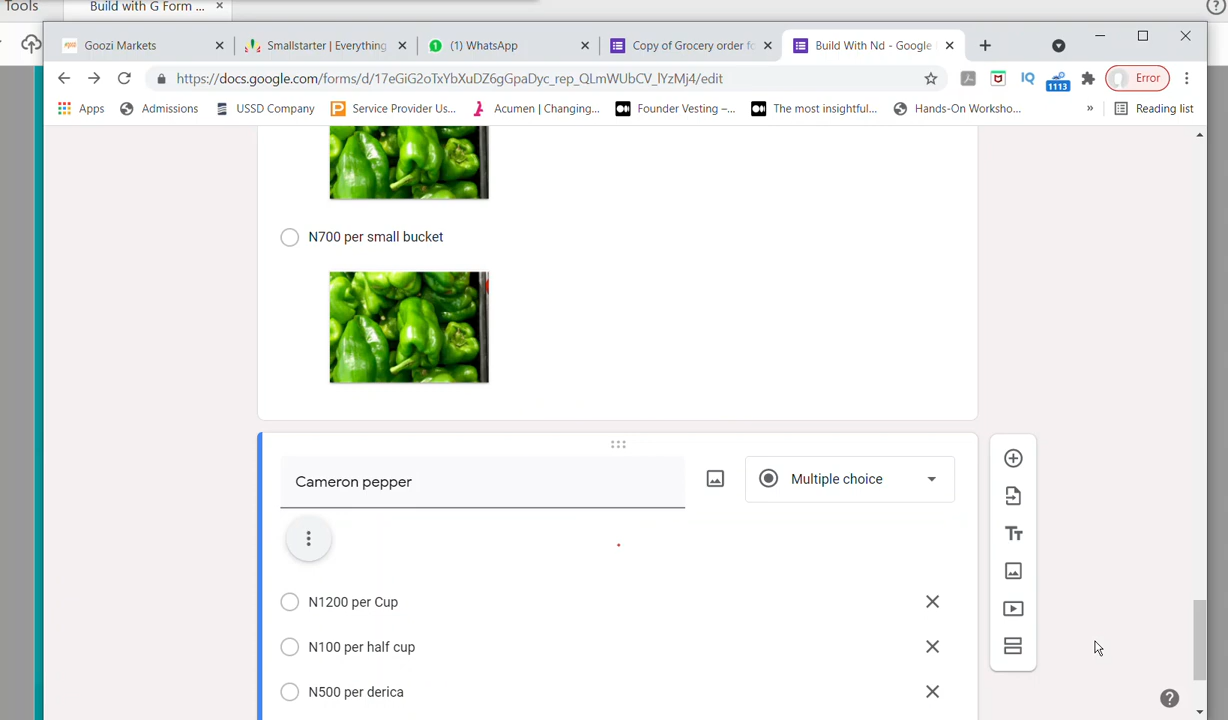 Tools
Build with G Form ...
Goozi Markets
Smallstarter | Everything
(1) WhatsApp
Copy of Grocery order fo
Build With Nd - Google
https://docs.google.com/forms/d/17eGiG2oTxYbXuDZ6gGpaDyc_rep_QLmWUbCV_lYzMj4/edit
IQ
1113
Error
Apps
Admissions
USSD Company
Service Provider Us...
Acumen | Changing...
Founder Vesting –...
The most insightful...
Hands-On Worksho...
»
Reading list
N700 per small bucket
Cameron pepper
Multiple choice
N1200 per Cup
N100 per half cup
N500 per derica